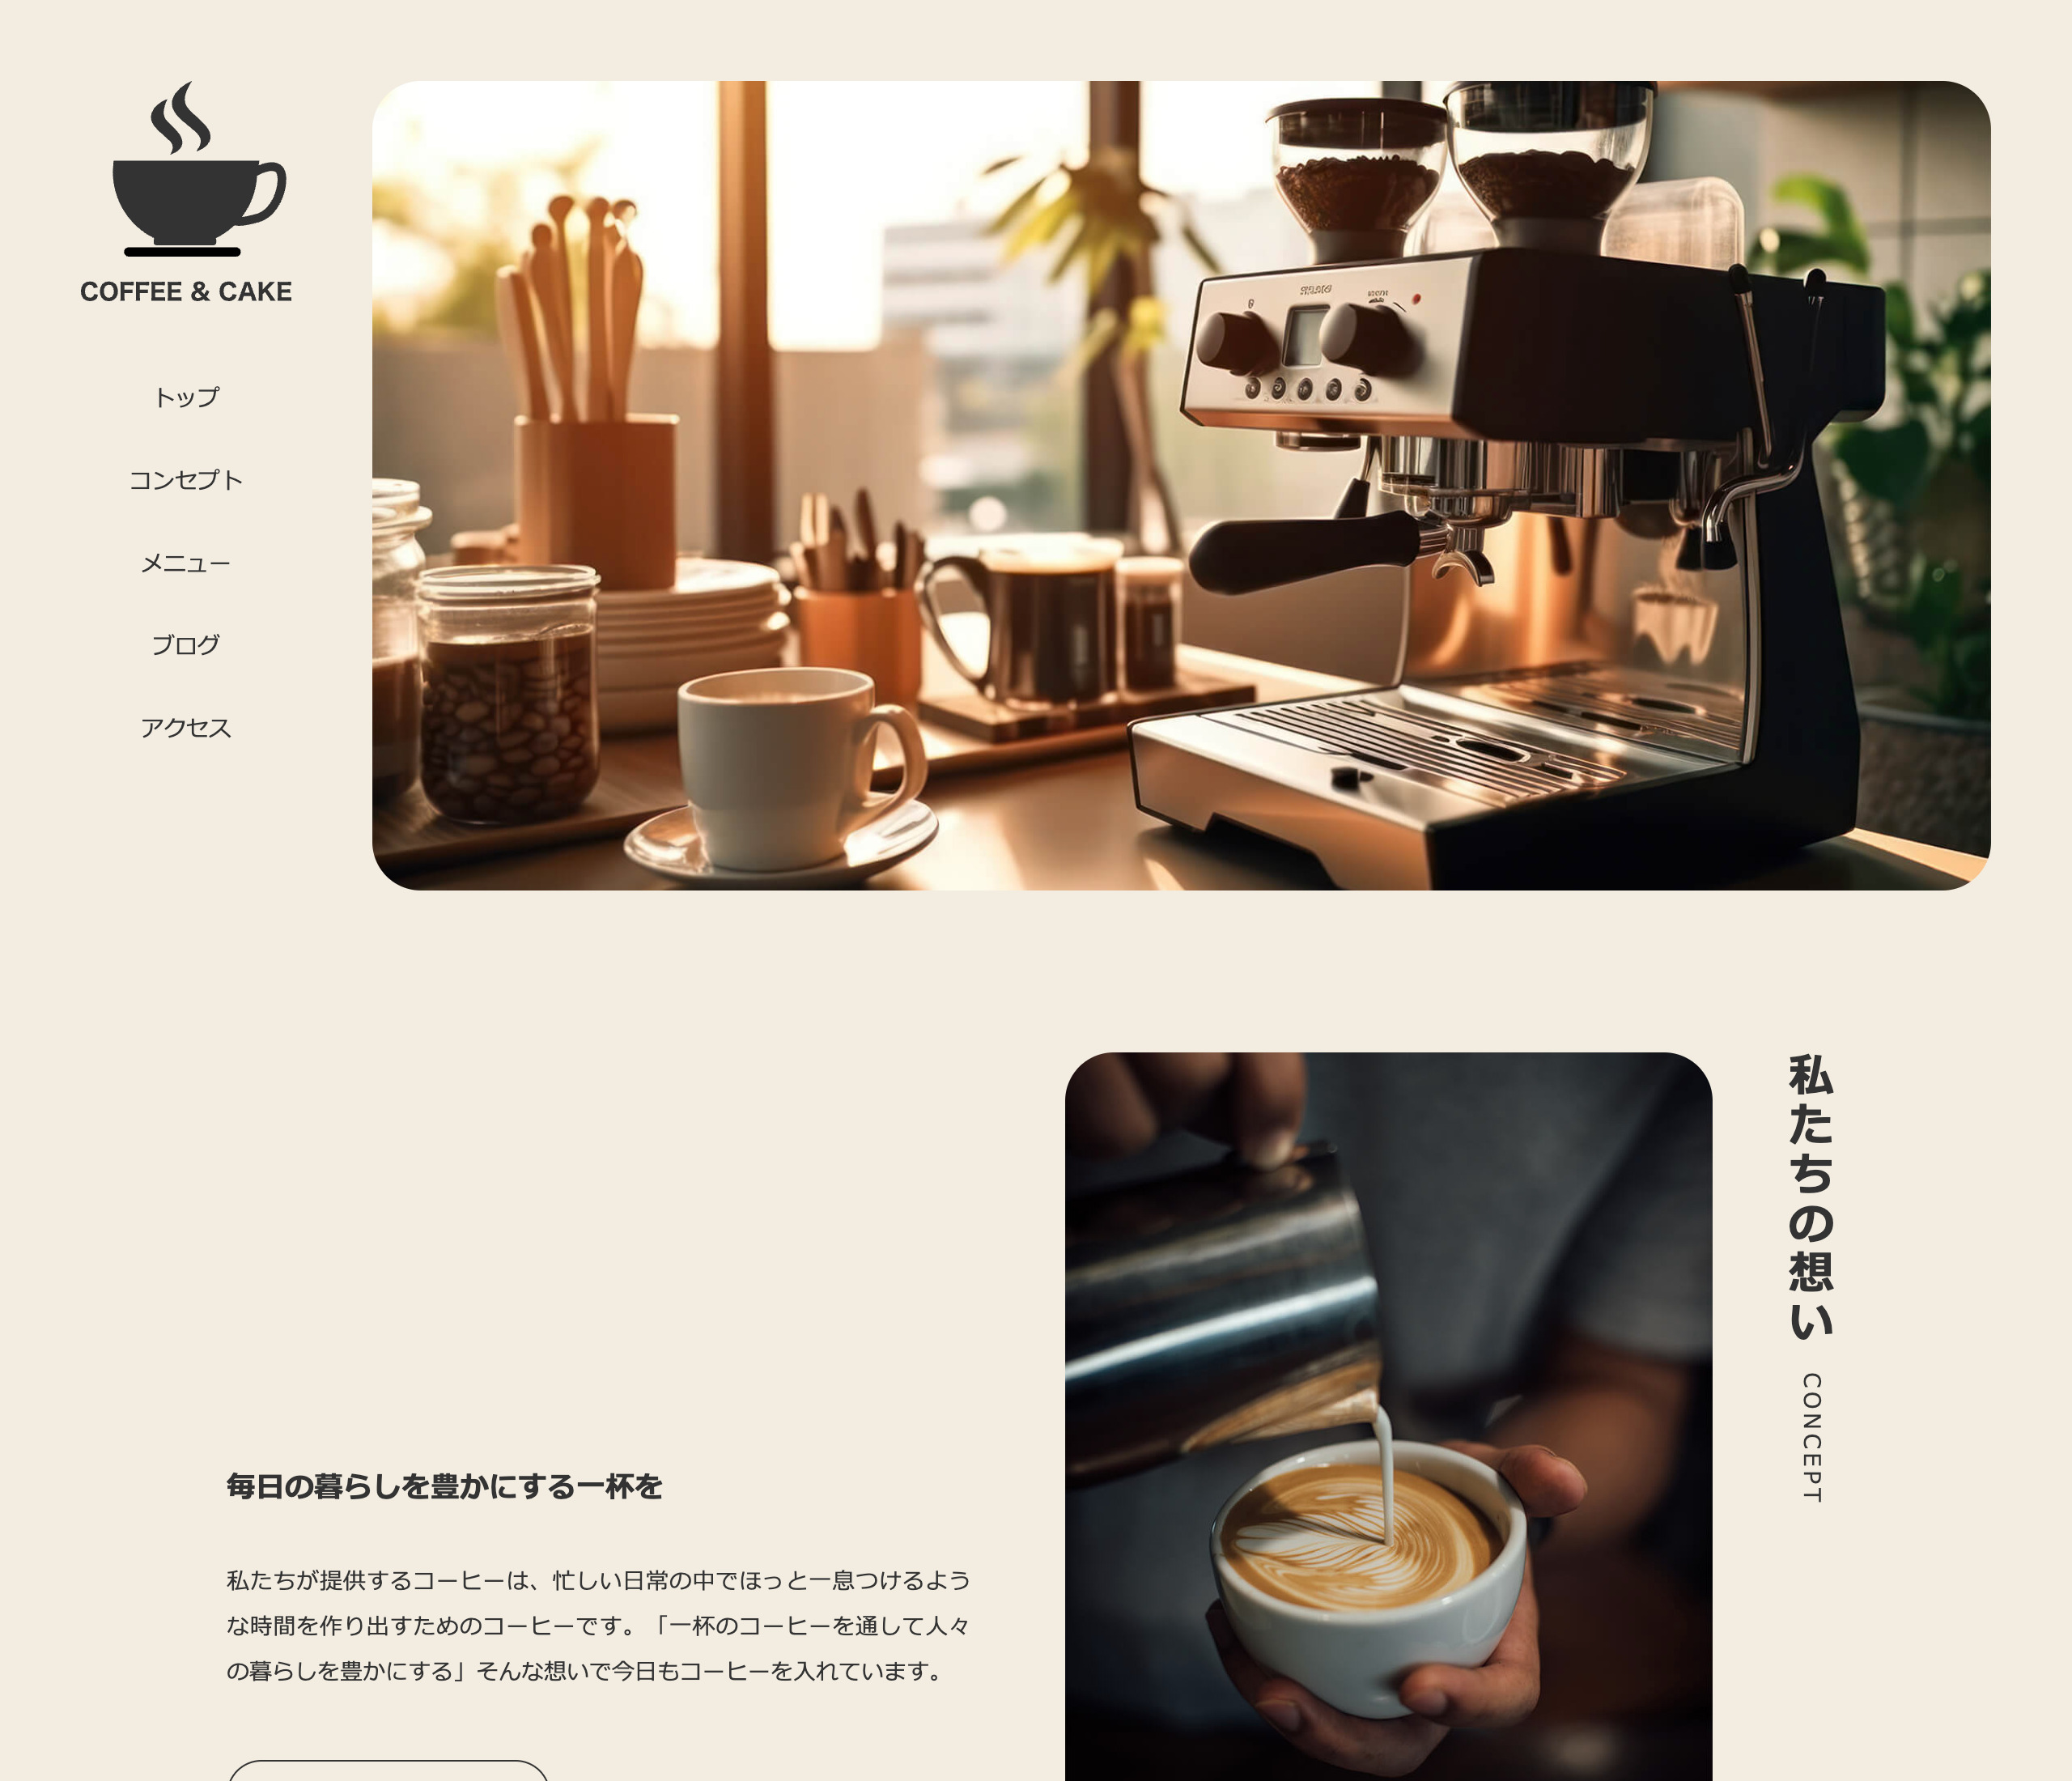 COFFEE & CAKE
トップ
コンセプト
メニュー
ブログ
アクセス
私たちの想い
CONCEPT
毎日の暮らしを豊かにする一杯を
私たちが提供するコーヒーは、忙しい日常の中でほっと一息つけるよう
な時間を作り出すためのコーヒーです。「一杯のコーヒーを通して人々
の暮らしを豊かにする」そんな想いで今日もコーヒーを入れています。